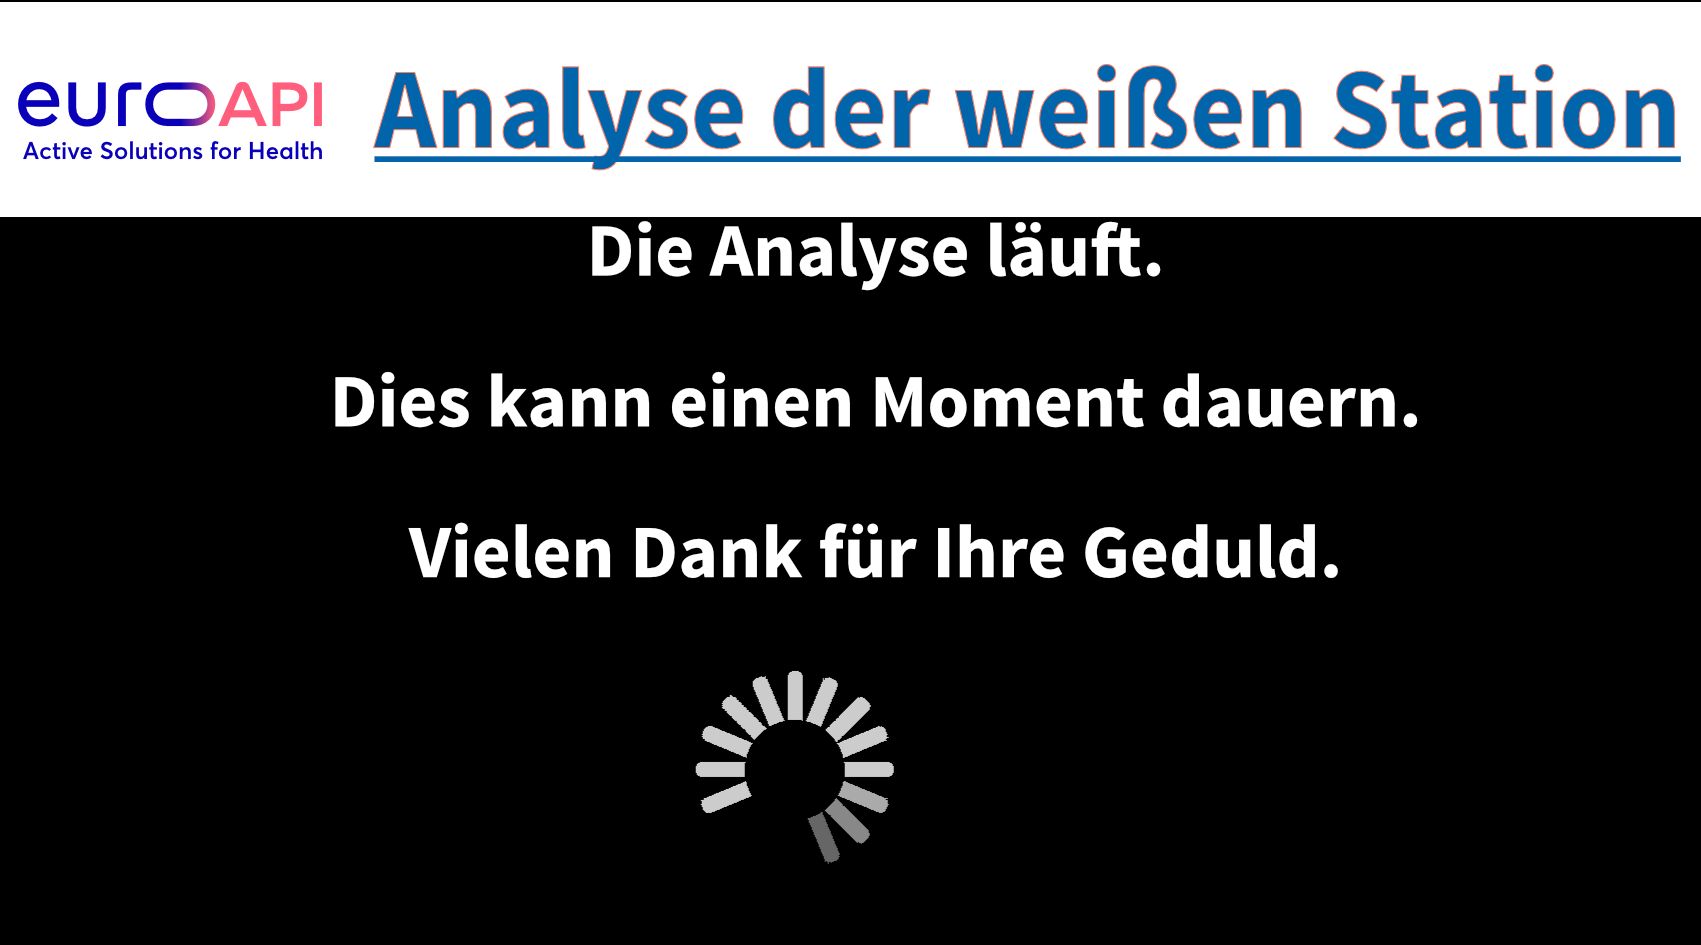 euroAPI
Active Solutions for Health
Analyse der weißen Station
Die Analyse läuft.
Dies kann einen Moment dauern.
Vielen Dank für Ihre Geduld.